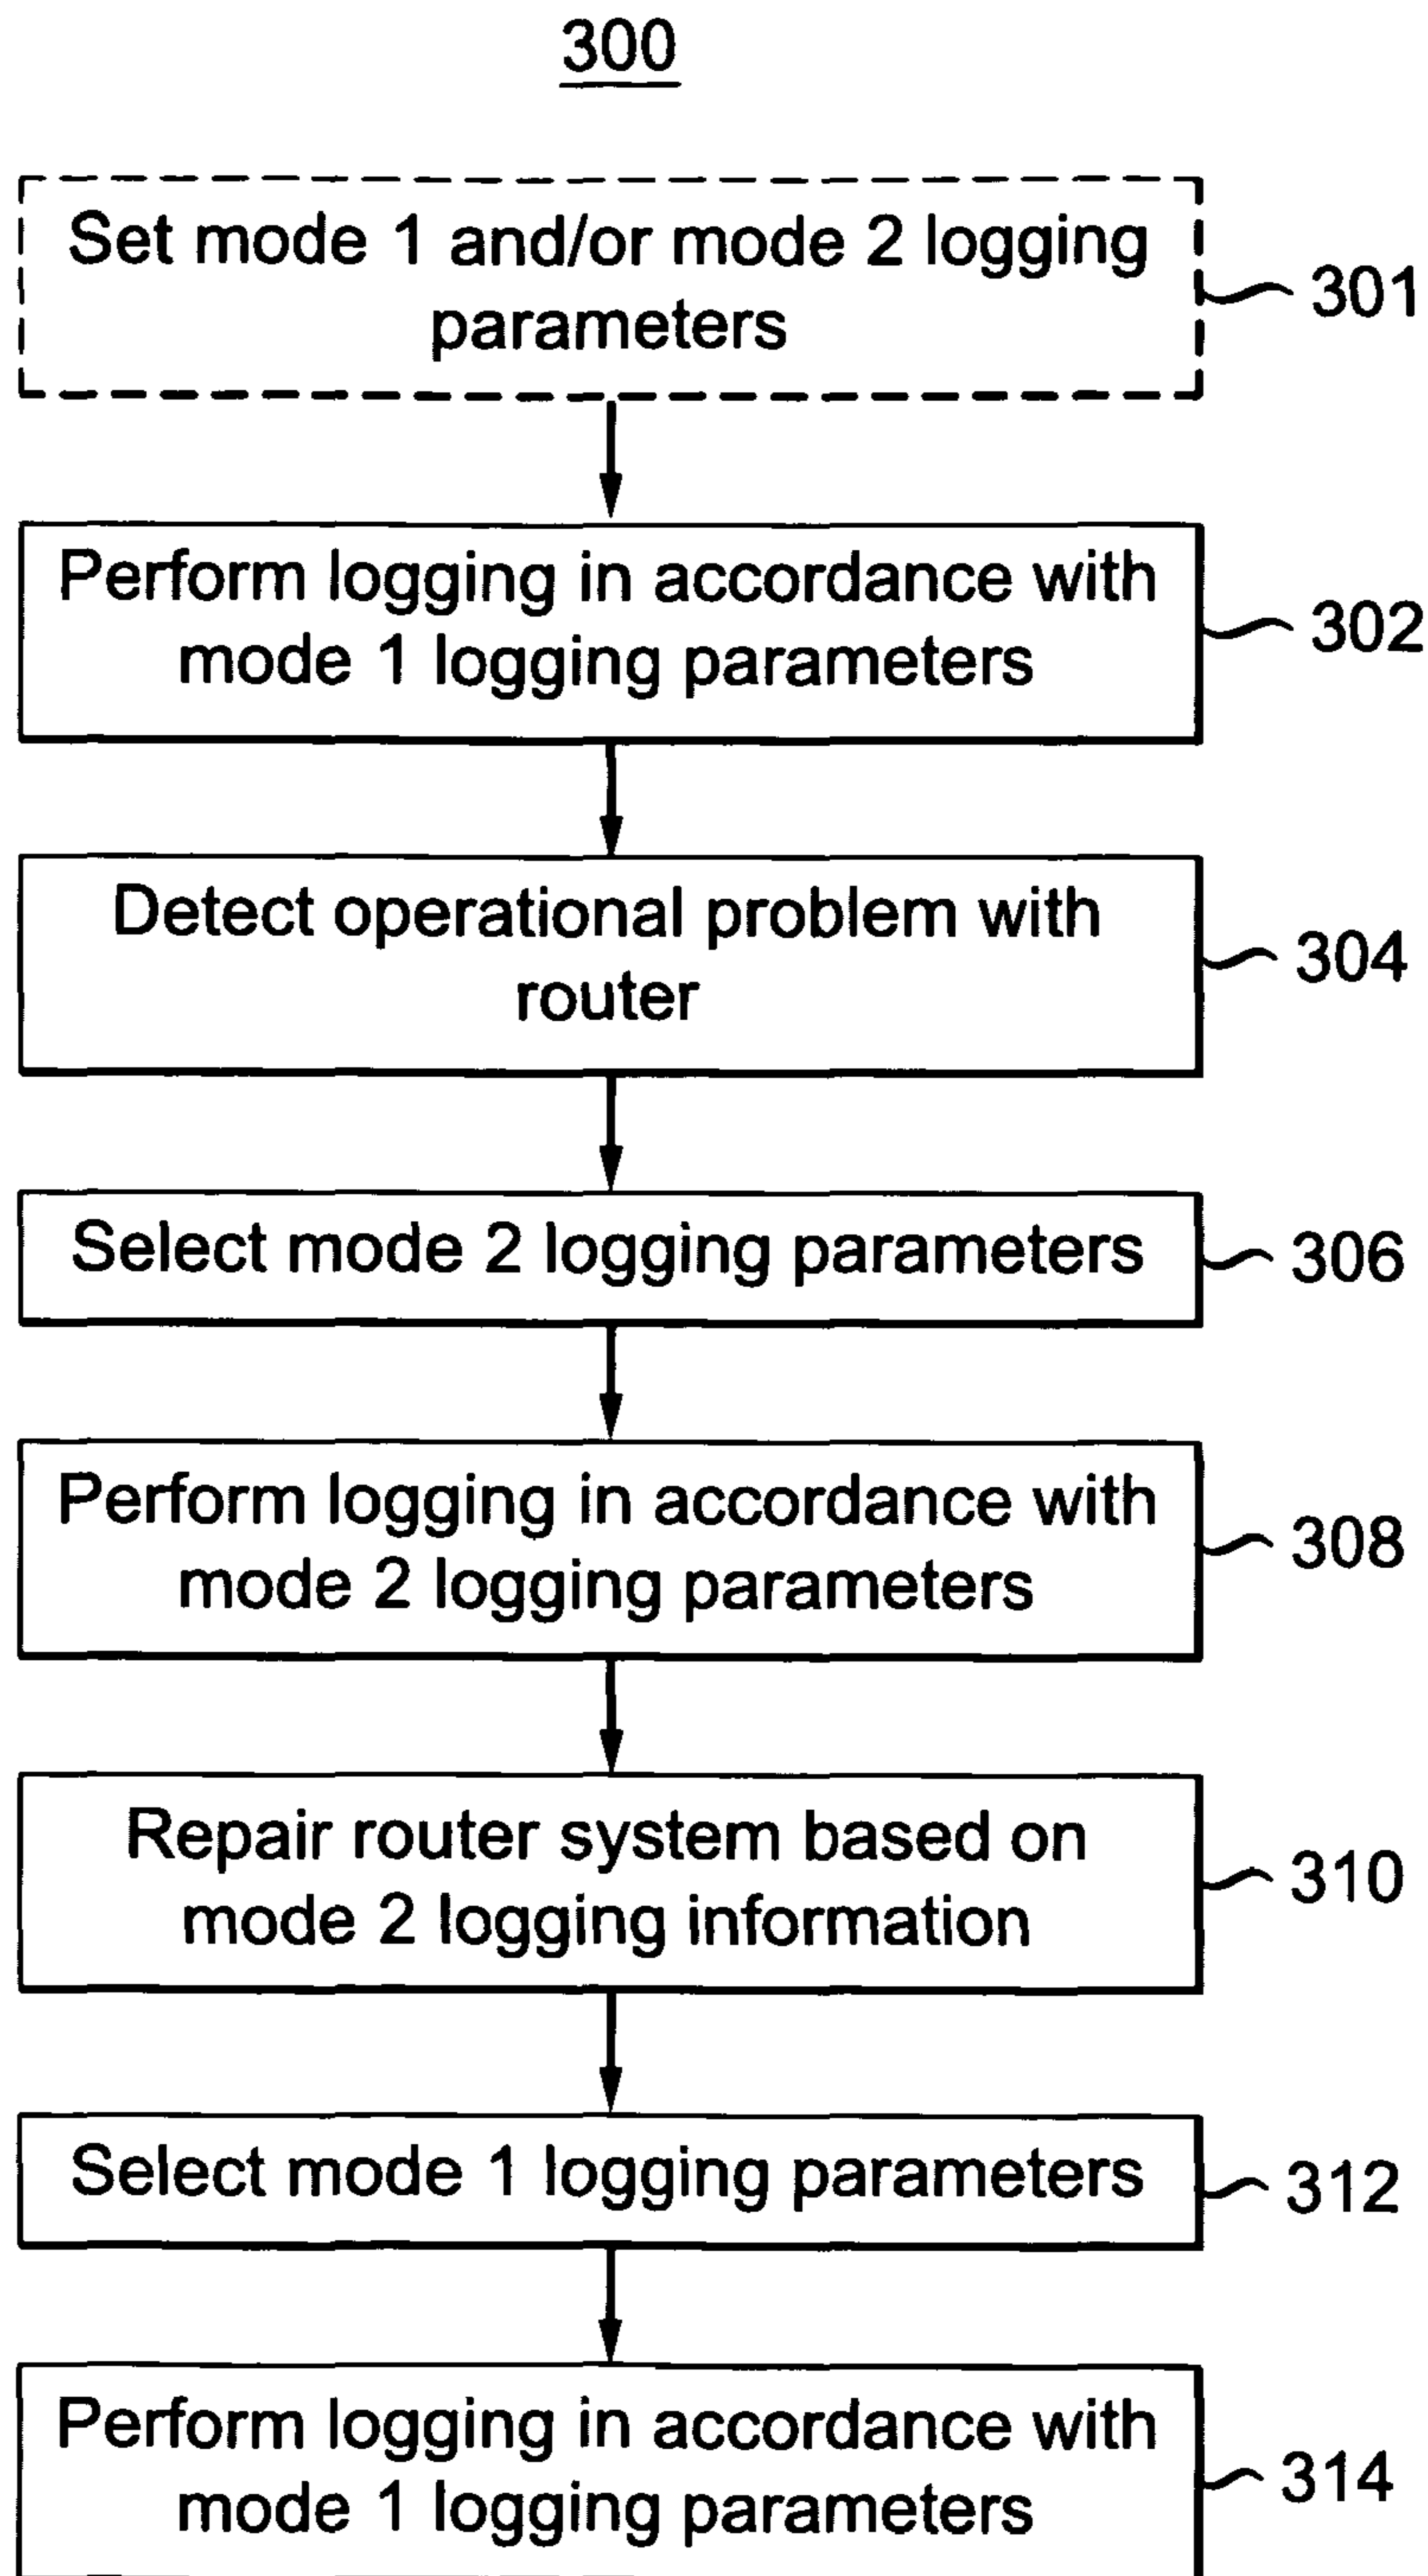 300
Set mode 1 and/or mode 2 logging
parameters
301
Perform logging in accordance with
mode 1 logging parameters
302
Detect operational problem with
router
304
Select mode 2 logging parameters
306
Perform logging in accordance with
mode 2 logging parameters
308
Repair router system based on
mode 2 logging information
310
Select mode 1 logging parameters
312
Perform logging in accordance with
mode 1 logging parameters
314